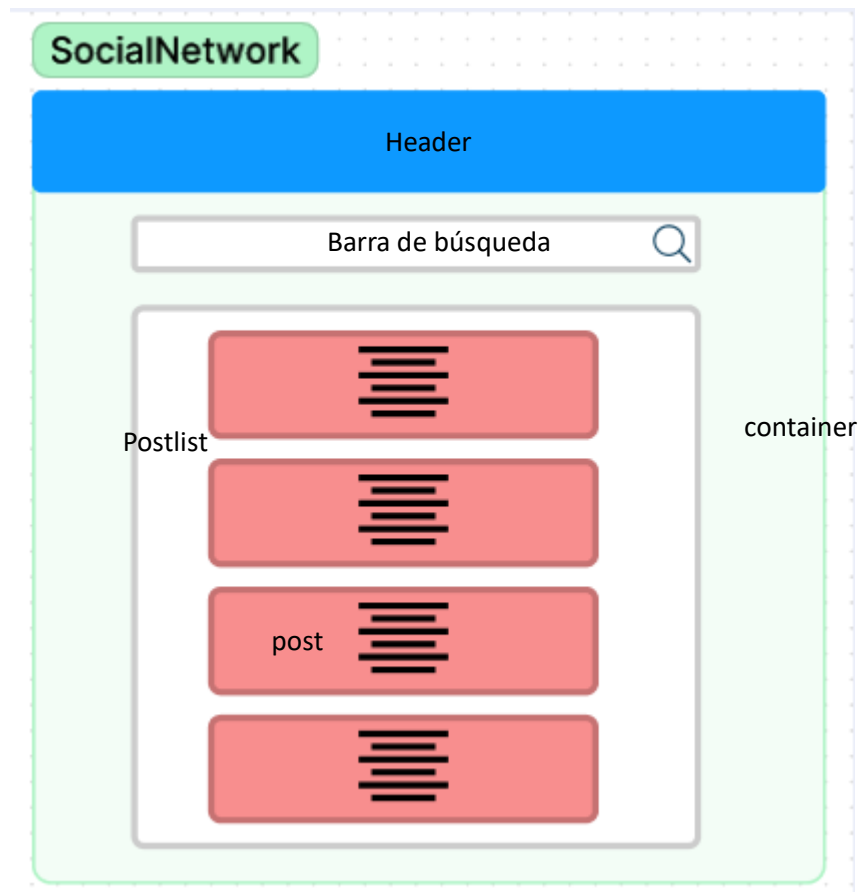 SocialNetwork
Header
Barra de búsqueda
container
Postlist
post